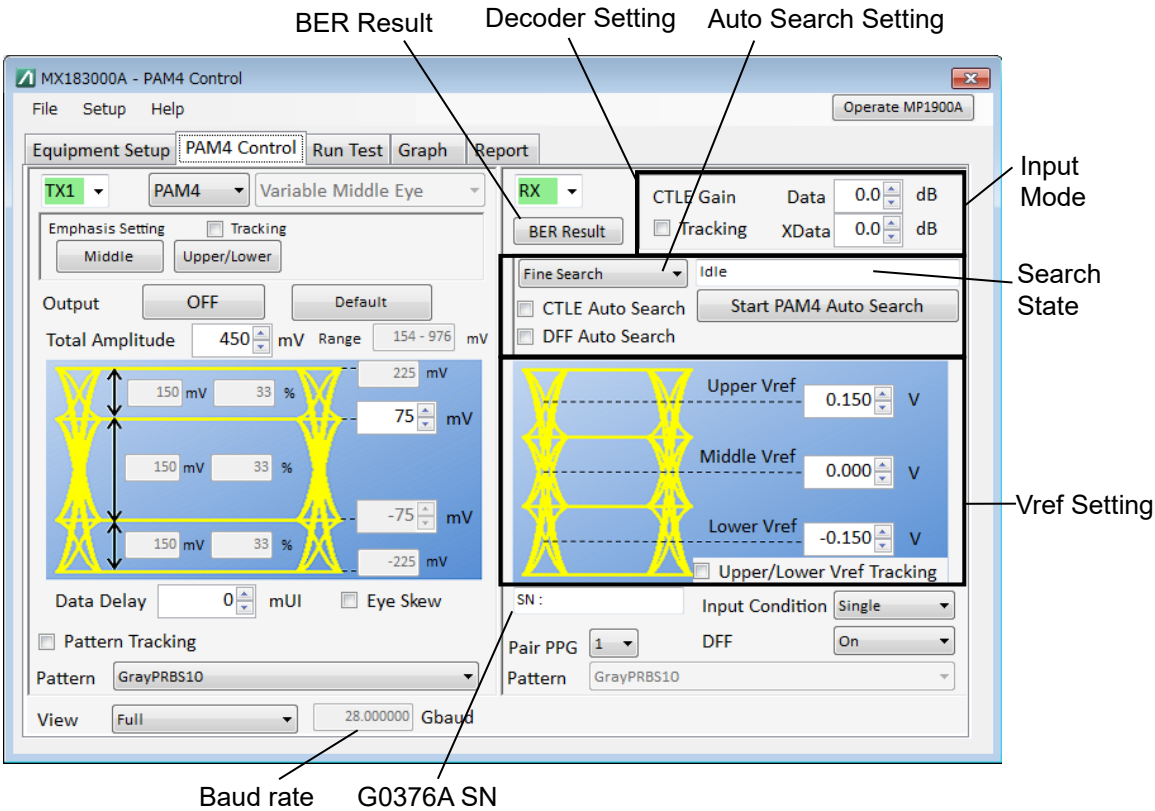 BER Result
Decoder Setting
Auto Search Setting
MX183000A - PAM4 Control
File Setup Help
Operate MP1900A
Equipment Setup PAM4 Control Run Test Graph Report
TX1 PAM4 Variable Middle Eye
Emphasis Setting Tracking
Middle Upper/Lower
Output OFF Default
Total Amplitude 450 mV Range 154 - 976 mV
150 mV 33 % 225 mV
75 mV
150 mV 33 %
-75 mV
150 mV 33 % -225 mV
Data Delay 0 mUI Eye Skew
Pattern Tracking
Pattern GrayPRBS10
RX
BER Result
CTLE Gain Data 0.0 dB
Tracking XData 0.0 dB
Fine Search Idle
CTLE Auto Search Start PAM4 Auto Search
DFF Auto Search
Upper Vref 0.150 V
Middle Vref 0.000 V
Lower Vref -0.150 V
Upper/Lower Vref Tracking
SN : Input Condition Single
Pair PPG 1 DFF On
Pattern GrayPRBS10
View Full 28.000000 Gbaud
Input
Mode
Search
State
Vref Setting
Baud rate
G0376A SN